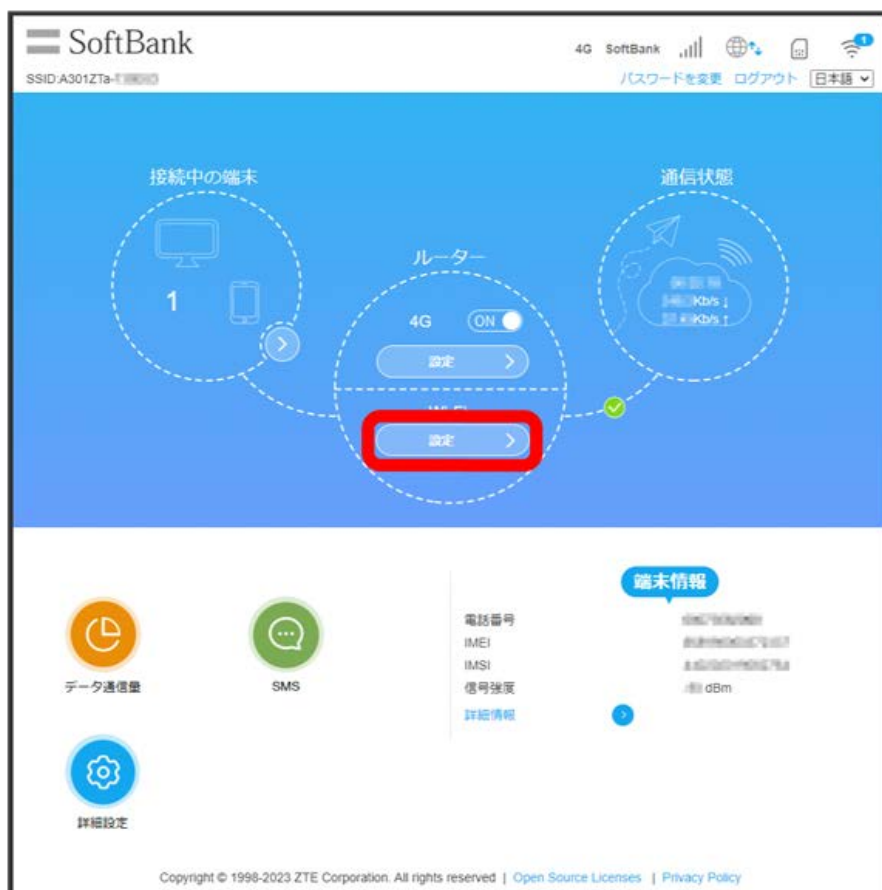 SoftBank
4G SoftBank 1
SSID:A301ZTa-
パスワードを変更 ログアウト 日本語
接続中の端末
通信状態
ルーター
1
4G ON
Kb/s ↓
Kb/s ↑
設定
設定
端末情報
電話番号
IMEI
IMSI
信号強度 dBm
詳細情報
データ通信量
SMS
詳細設定
Copyright © 1998-2023 ZTE Corporation. All rights reserved | Open Source Licenses | Privacy Policy